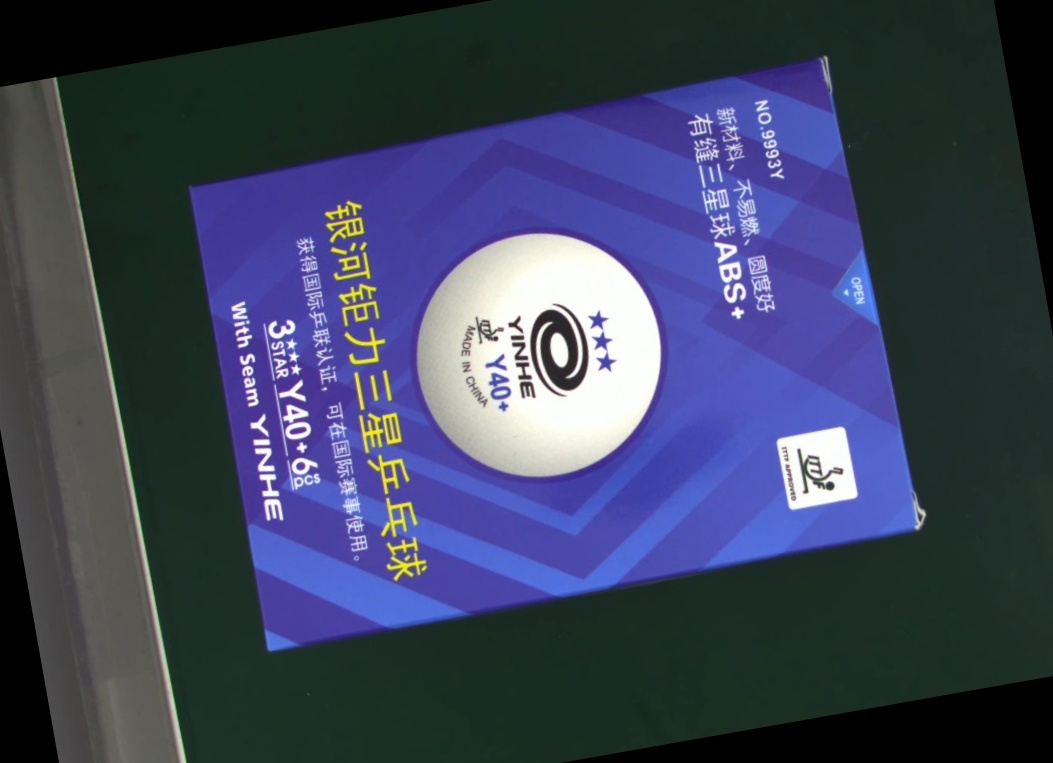 NO.9993Y
新材料、不易燃、圆度好
有缝三星球ABS+
OPEN
ITTF APPROVED
YINHE
ITTF
Y40+
MADE IN CHINA
银河钜力三星乒乓球
获得国际乒联认证，可在国际赛事使用。
3 STAR Y40+ 6PCS
With Seam YINHE